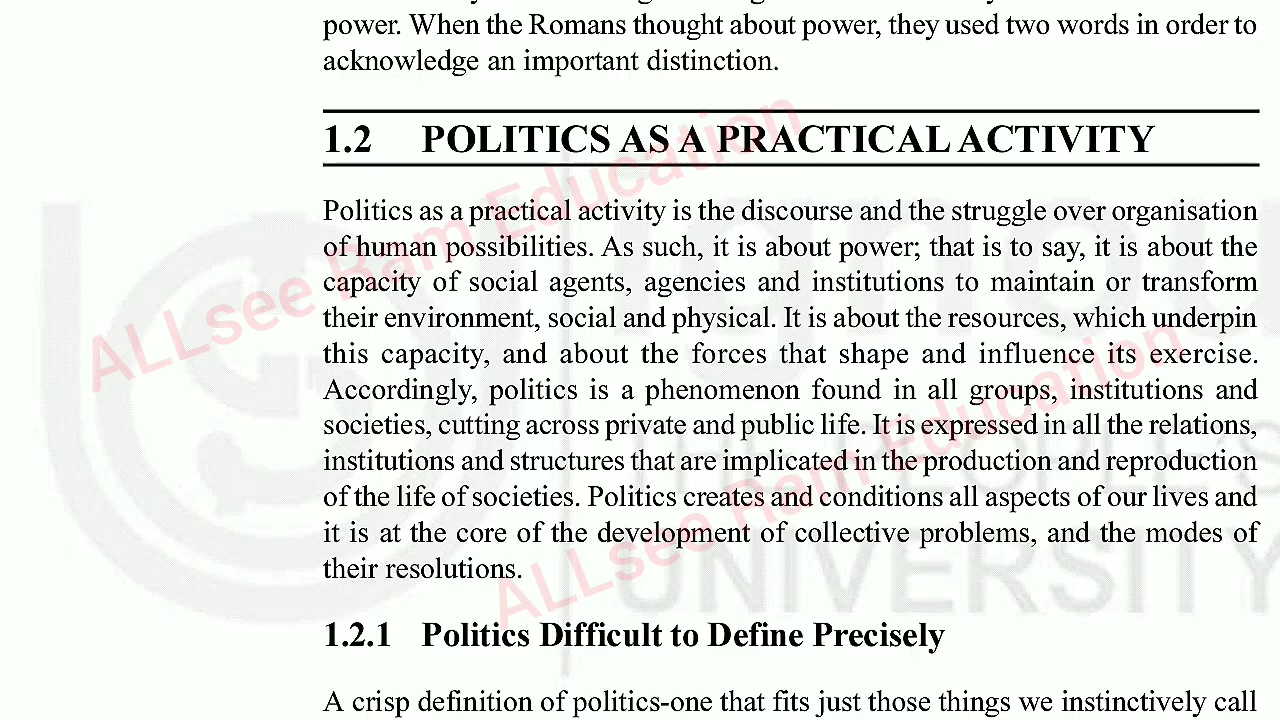 power. When the Romans thought about power, they used two words in order to
acknowledge an important distinction.
1.2 POLITICS AS A PRACTICAL ACTIVITY
Politics as a practical activity is the discourse and the struggle over organisation
of human possibilities. As such, it is about power; that is to say, it is about the
capacity of social agents, agencies and institutions to maintain or transform
their environment, social and physical. It is about the resources, which underpin
this capacity, and about the forces that shape and influence its exercise.
Accordingly, politics is a phenomenon found in all groups, institutions and
societies, cutting across private and public life. It is expressed in all the relations,
institutions and structures that are implicated in the production and reproduction
of the life of societies. Politics creates and conditions all aspects of our lives and
it is at the core of the development of collective problems, and the modes of
their resolutions.
1.2.1 Politics Difficult to Define Precisely
A crisp definition of politics-one that fits just those things we instinctively call
ALLsee Ram Education
ALLsee Ram Education
THE PEOPLE'S
UNIVERSITY